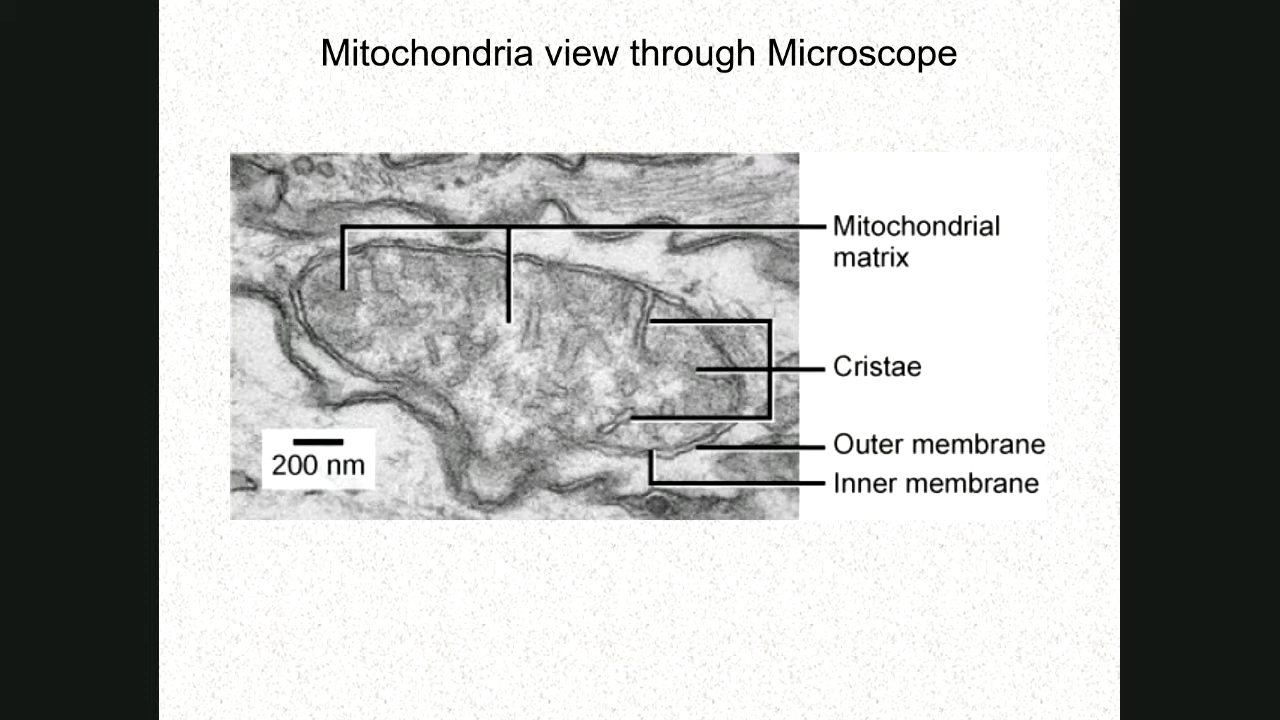 Mitochondria view through Microscope
Mitochondrial
matrix
Cristae
Outer membrane
Inner membrane
200 nm